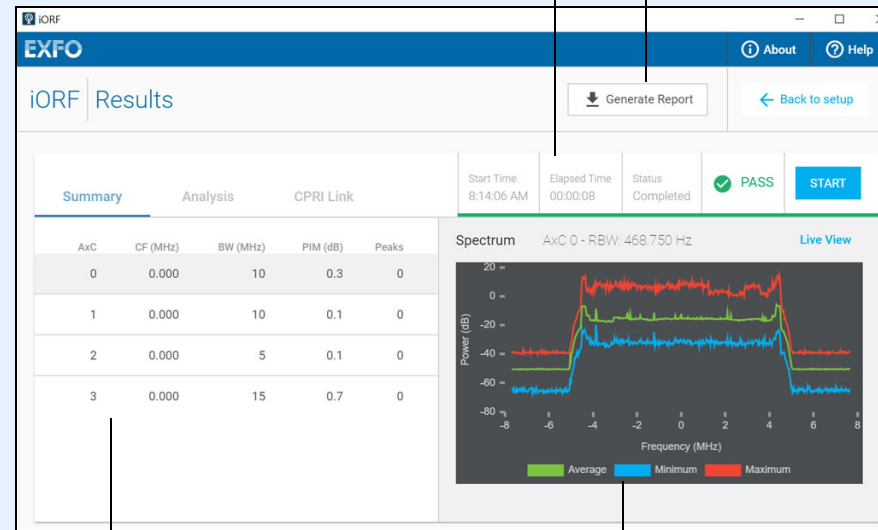 iORF
EXFO
About
Help
iORF Results
Generate Report
Back to setup
Summary Analysis CPRI Link
Start Time
8:14:06 AM
Elapsed Time
00:00:08
Status
Completed
PASS
START
AxC CF (MHz) BW (MHz) PIM (dB) Peaks
0 0.000 10 0.3 0
1 0.000 10 0.1 0
2 0.000 5 0.1 0
3 0.000 15 0.7 0
Spectrum AxC 0 - RBW: 468.750 Hz Live View
Power (dB)
20
0
-20
-40
-60
-80
-8 -6 -4 -2 0 2 4 6 8
Frequency (MHz)
Average Minimum Maximum